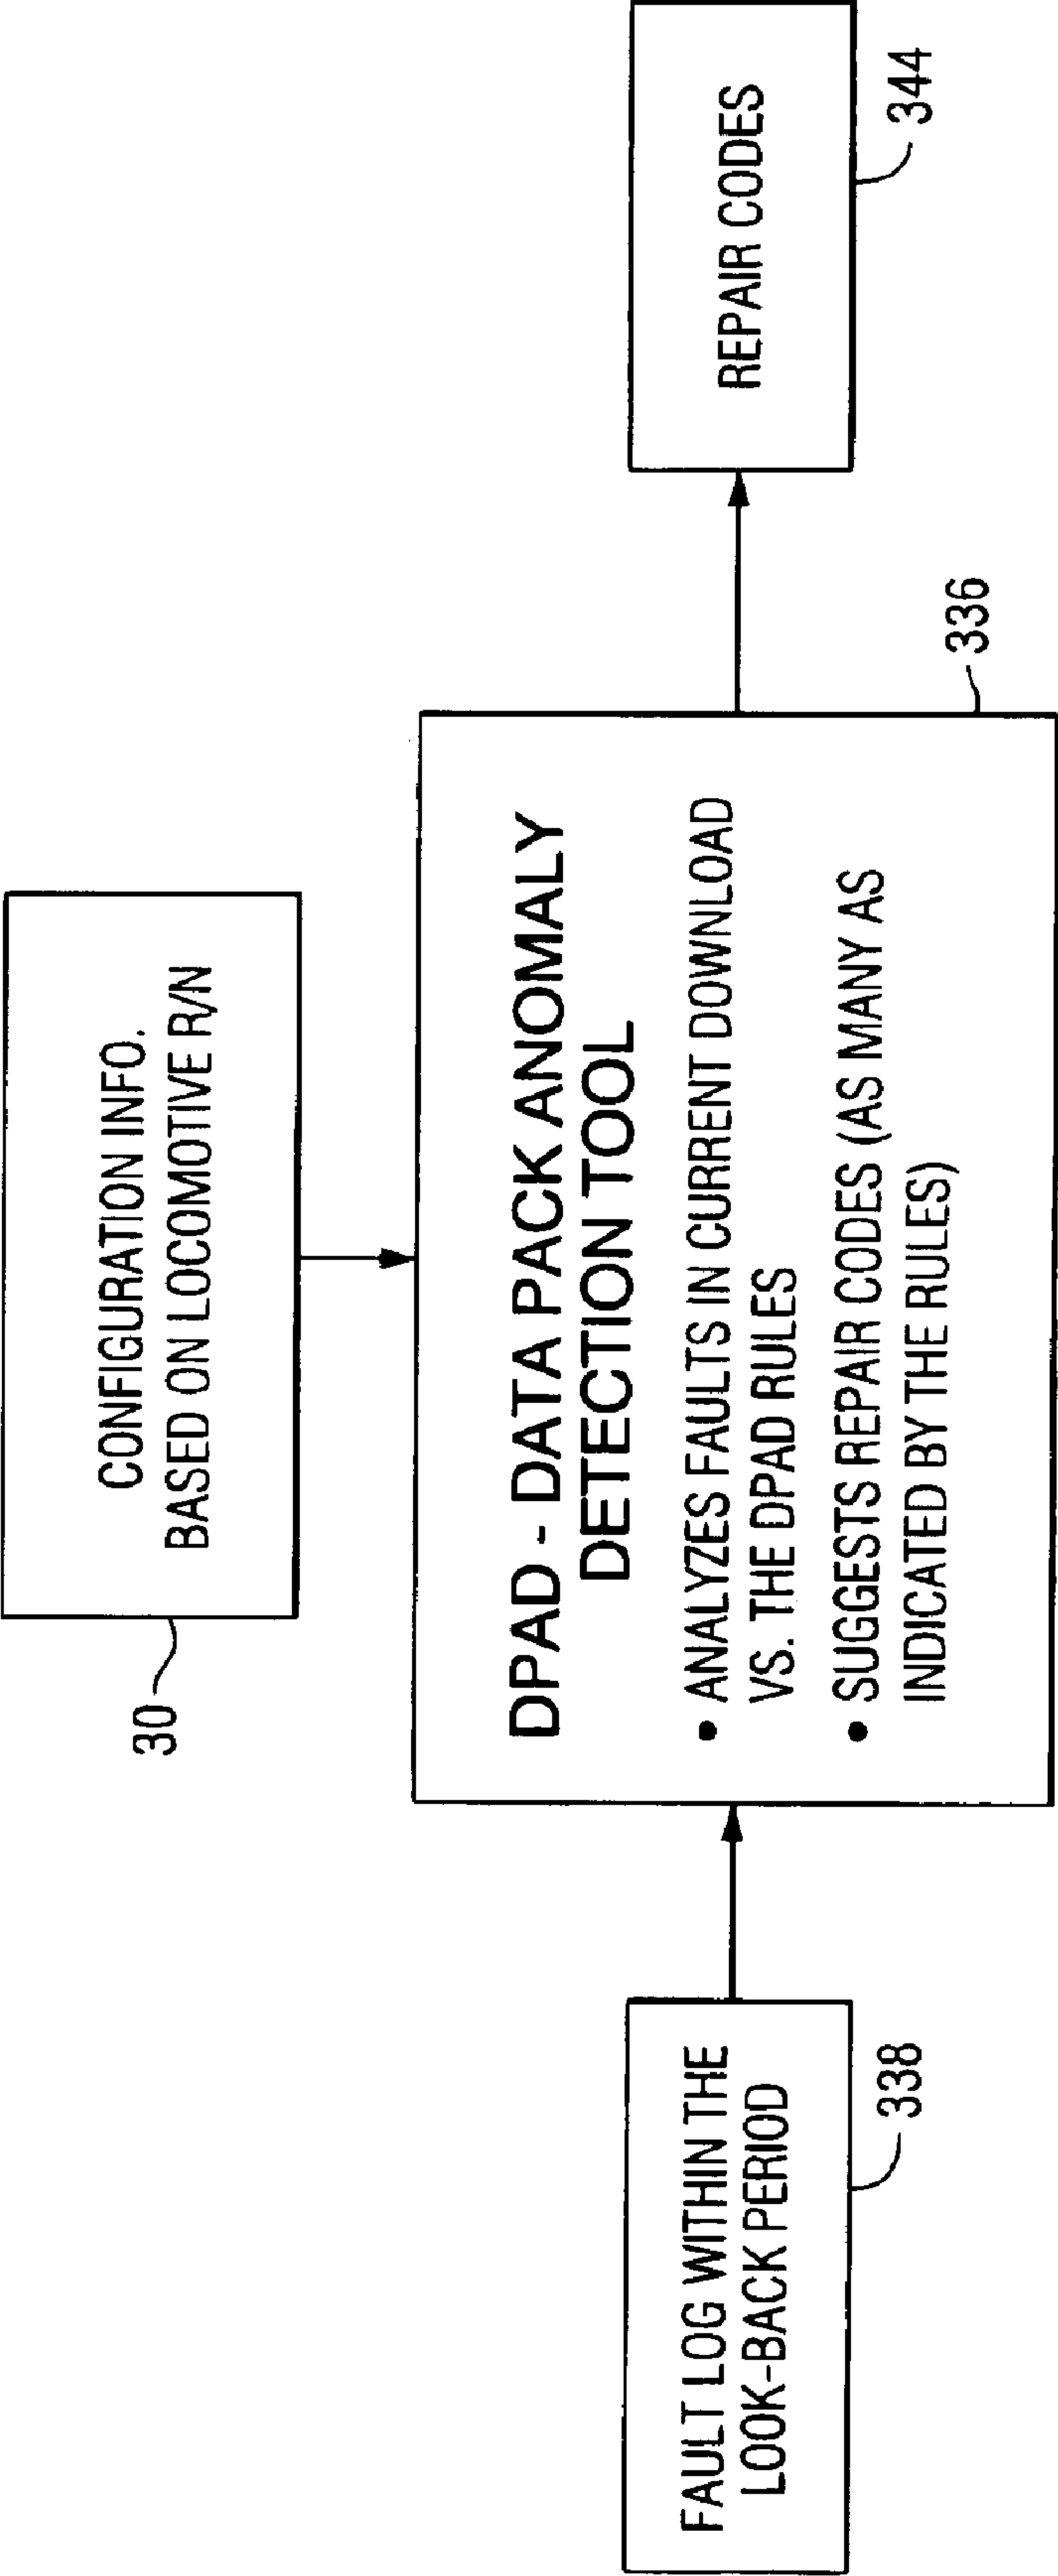 CONFIGURATION INFO.
BASED ON LOCOMOTIVE R/N
30
FAULT LOG WITHIN THE
LOOK-BACK PERIOD
338
DPAD - DATA PACK ANOMALY
DETECTION TOOL
• ANALYZES FAULTS IN CURRENT DOWNLOAD
VS. THE DPAD RULES
• SUGGESTS REPAIR CODES (AS MANY AS
INDICATED BY THE RULES)
336
REPAIR CODES
344